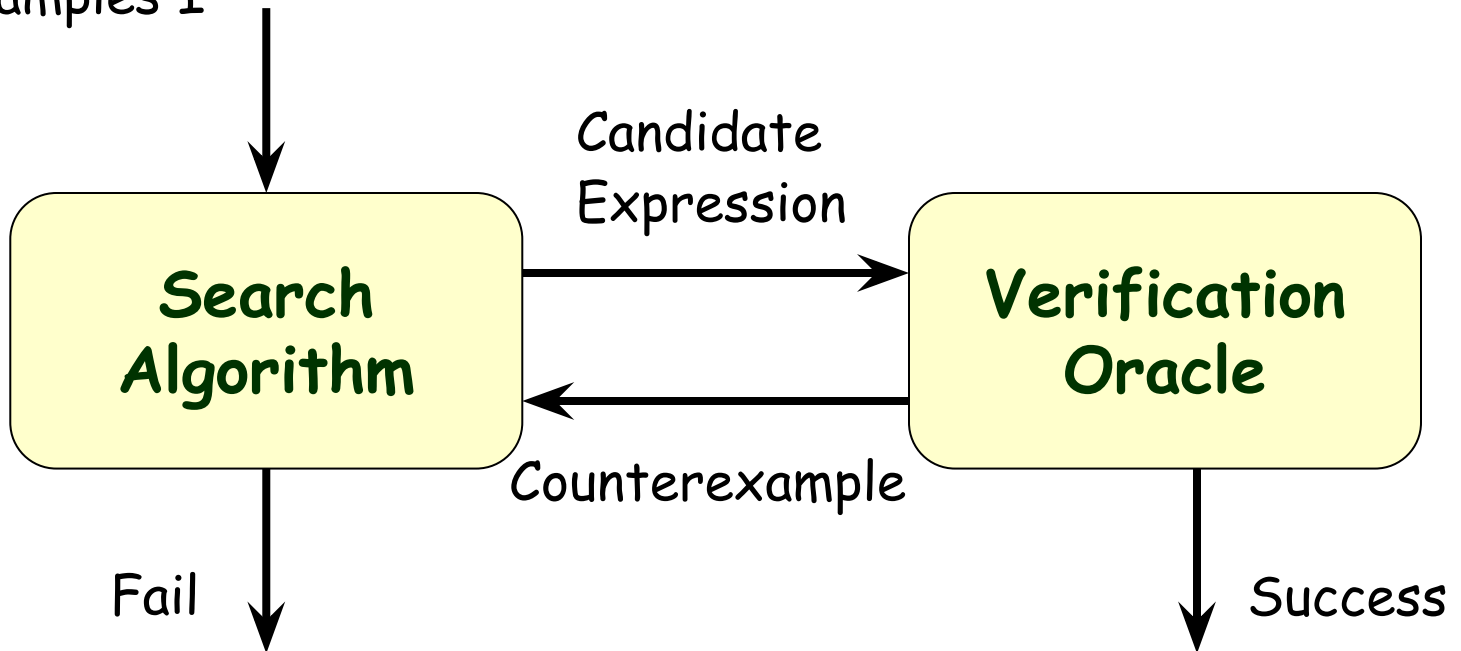 Candidate
Expression
Search
Algorithm
Verification
Oracle
Counterexample
Fail
Success